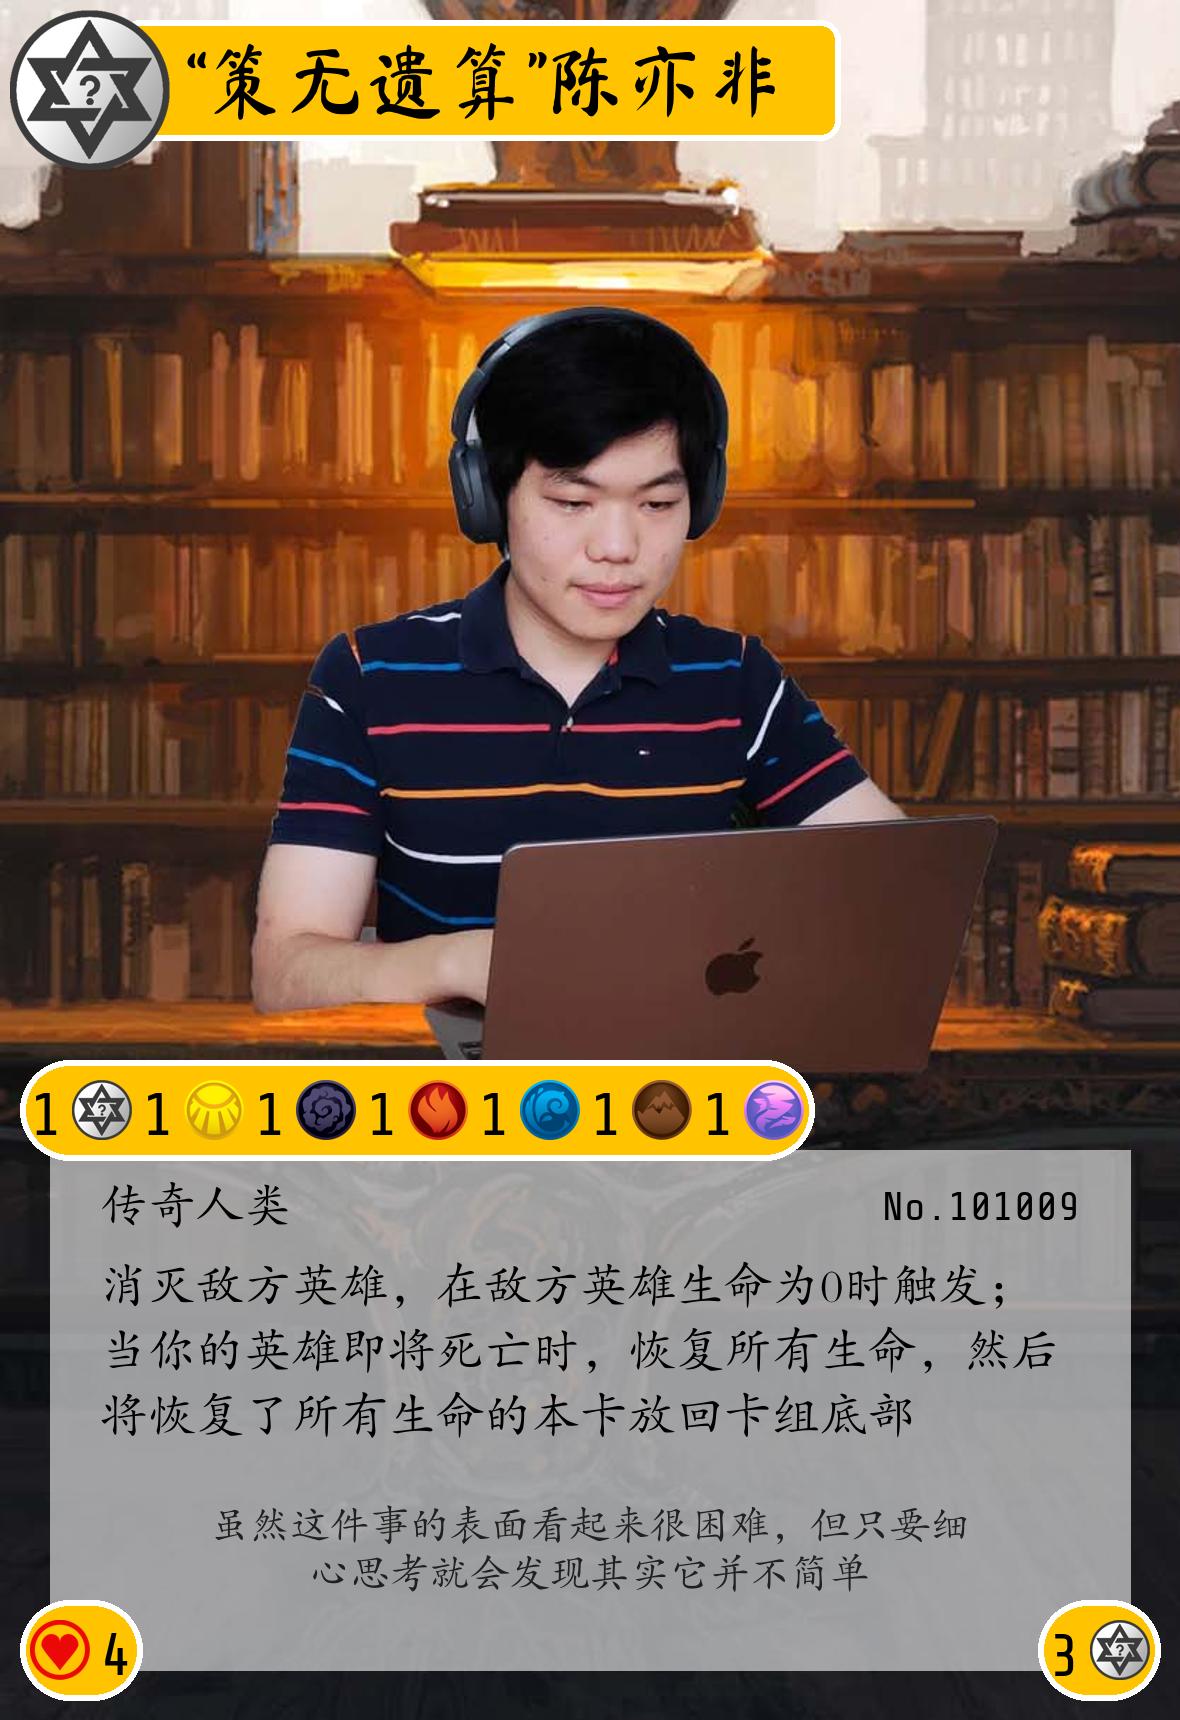 “策无遗算”陈亦非
1 ? 1 1 1 1 1 1
传奇人类 No.101009
消灭敌方英雄，在敌方英雄生命为0时触发；
当你的英雄即将死亡时，恢复所有生命，然后
将恢复了所有生命的本卡放回卡组底部
虽然这件事的表面看起来很困难，但只要细
心思考就会发现其实它并不简单
4 3 ?